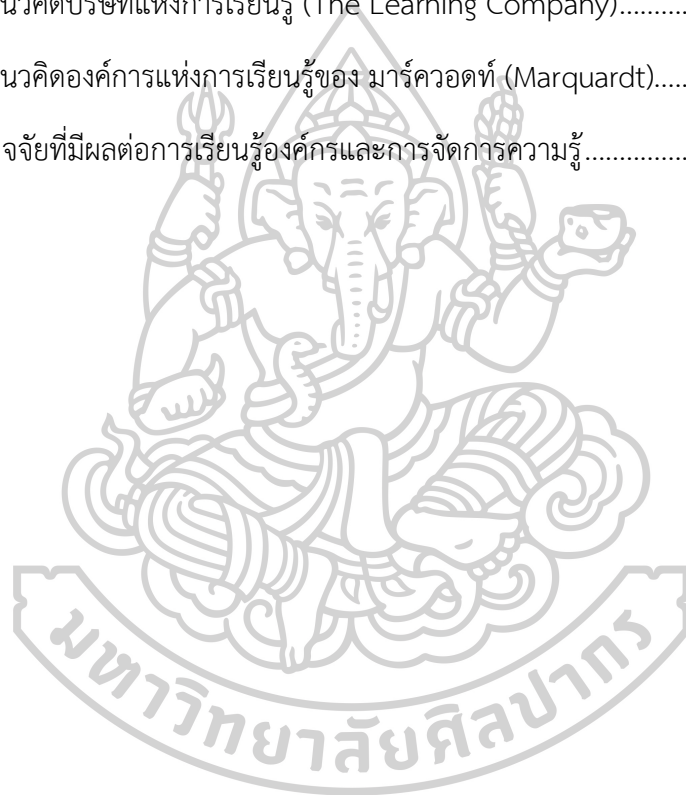 นวคิดบริษัทแห่งการเรียนรู้ (The Learning Company)..........
นวคิดองค์การแห่งการเรียนรู้ของ มาร์ควอดท์ (Marquardt).....
จจัยที่มีผลต่อการเรียนรู้องค์กรและการจัดการความรู้...............
มหาวิทยาลัยศิลปากร